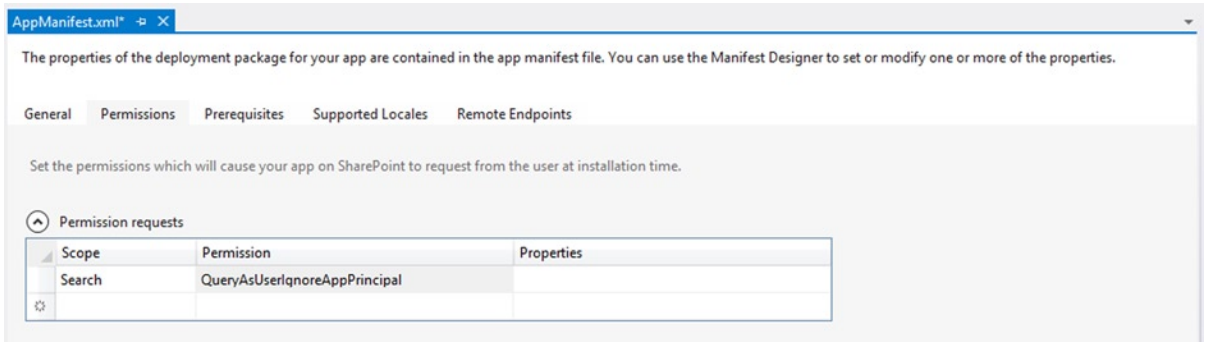 AppManifest.xml*
The properties of the deployment package for your app are contained in the app manifest file. You can use the Manifest Designer to set or modify one or more of the properties.
General Permissions Prerequisites Supported Locales Remote Endpoints
Set the permissions which will cause your app on SharePoint to request from the user at installation time.
Permission requests
Scope Permission Properties
Search QueryAsUserIgnoreAppPrincipal